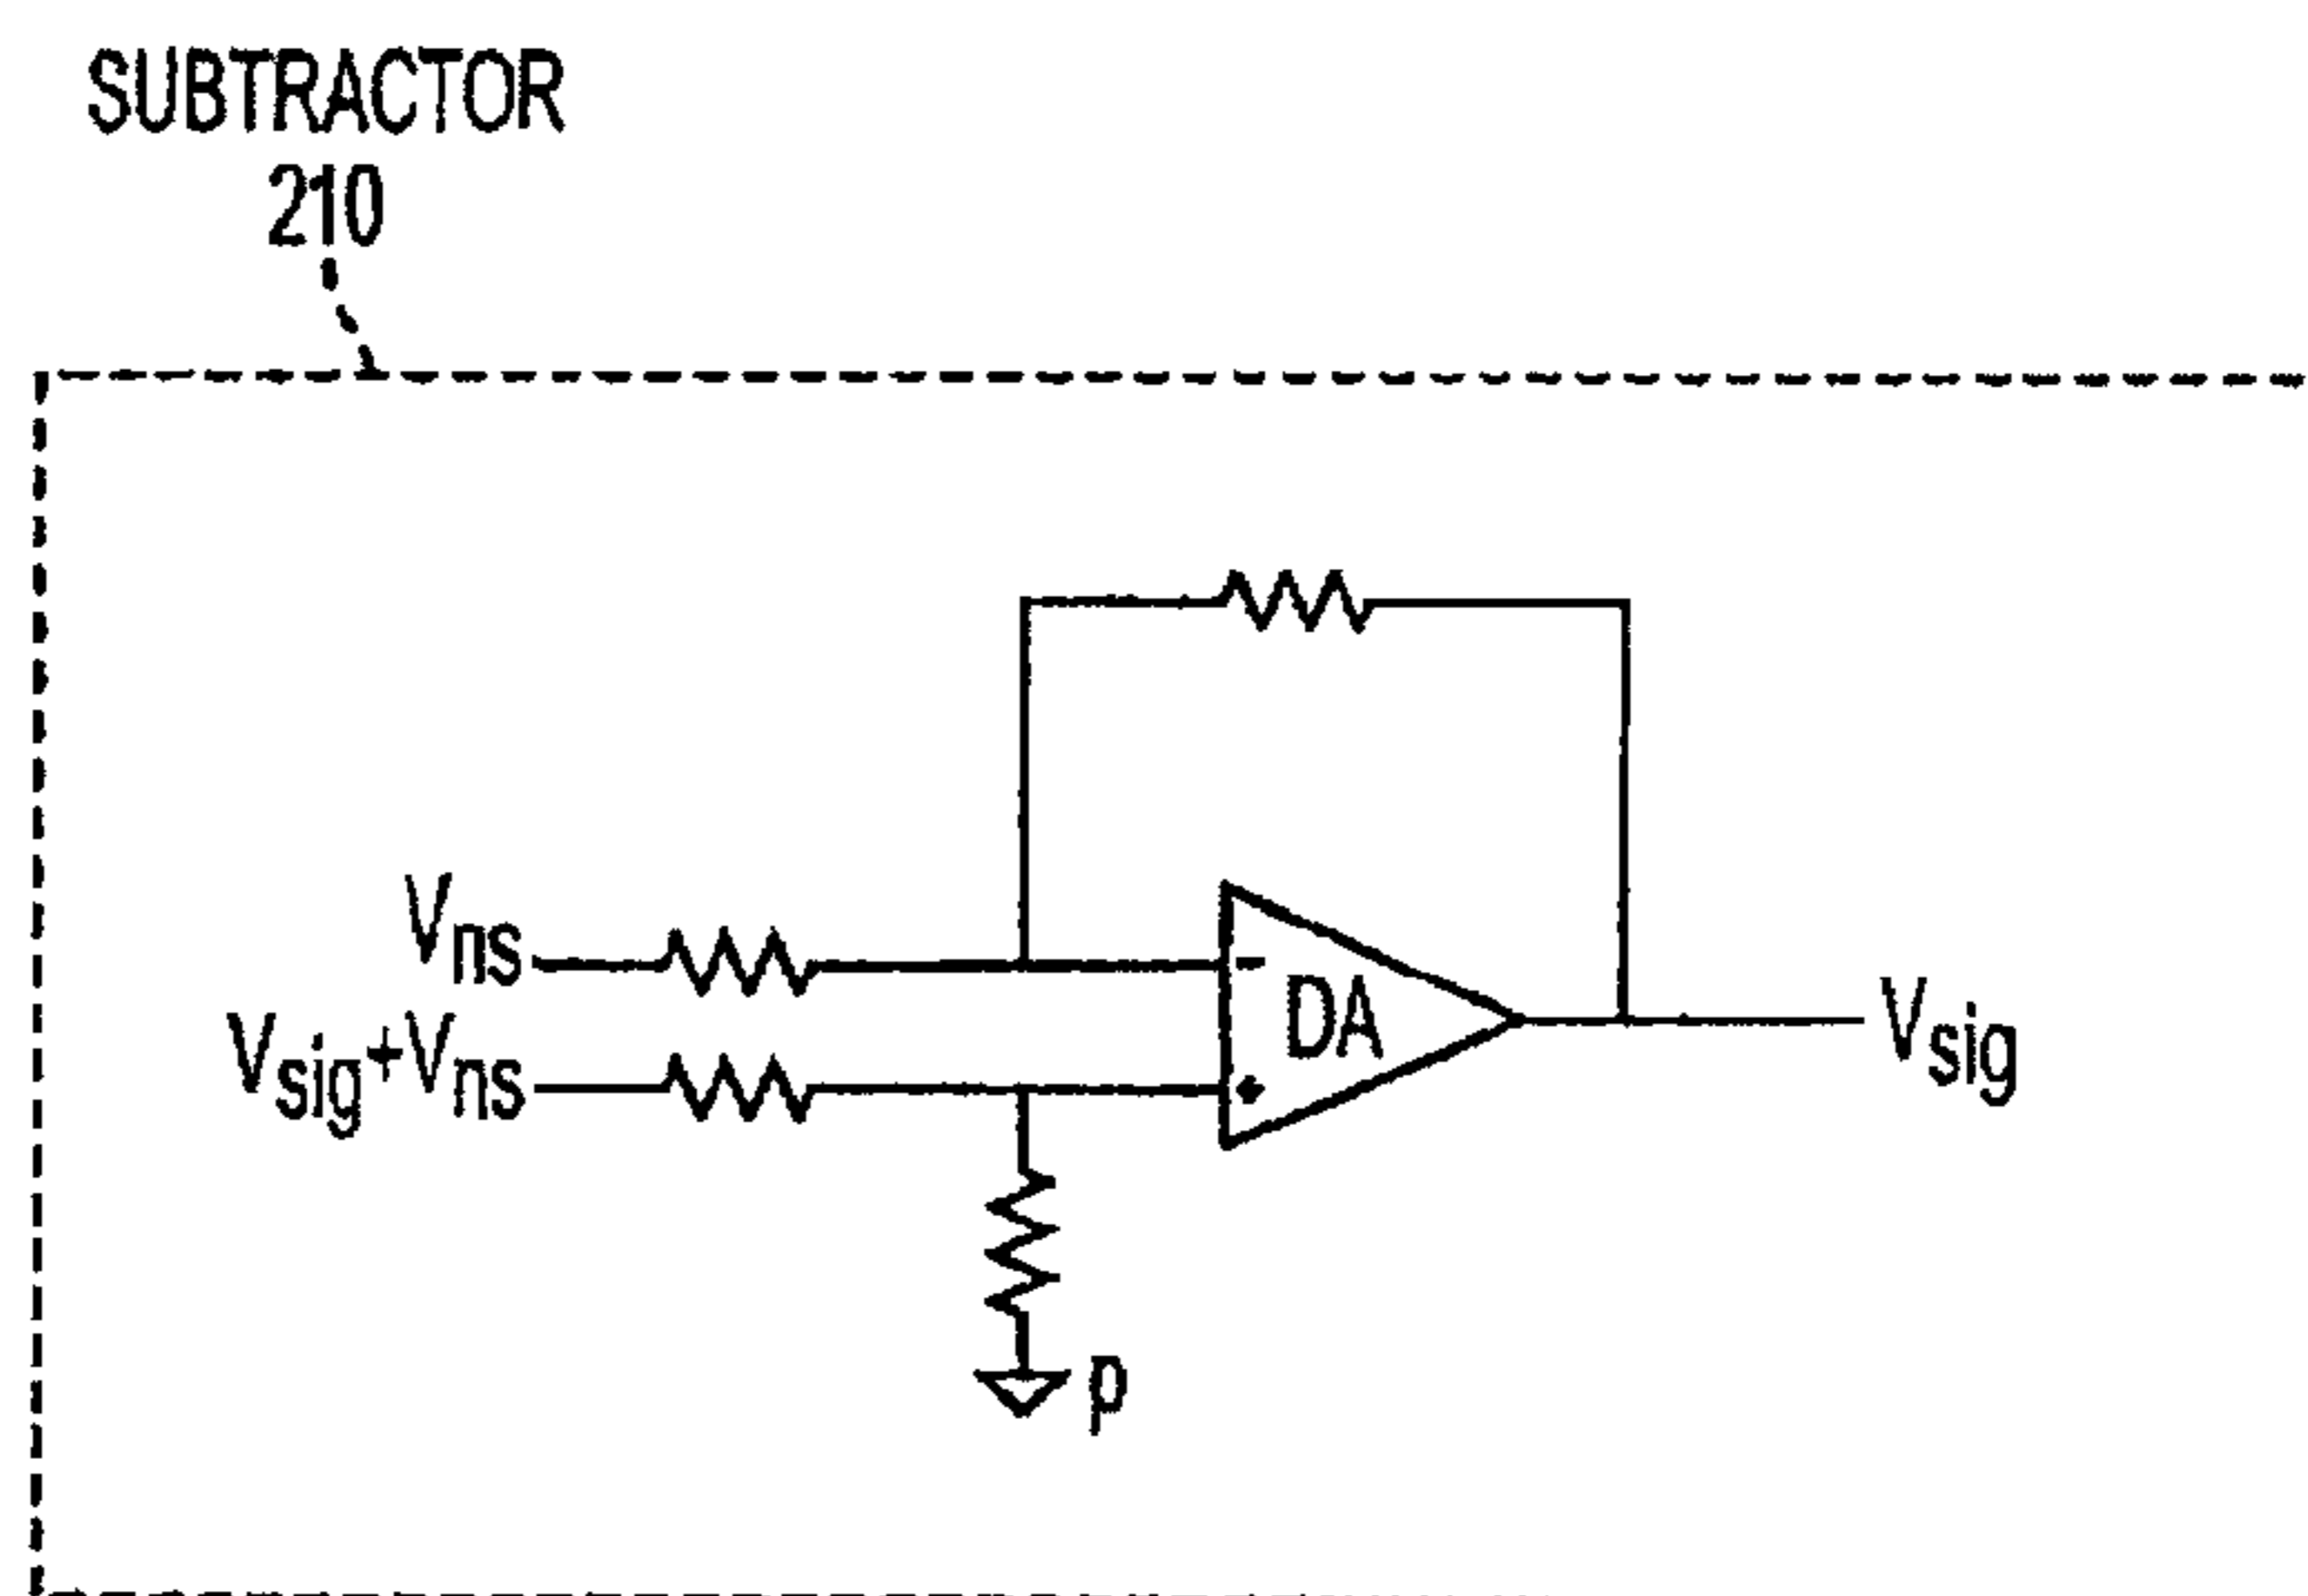 SUBTRACTOR
210
Vns
Vsig+Vns
-
DA
+
Vsig
p